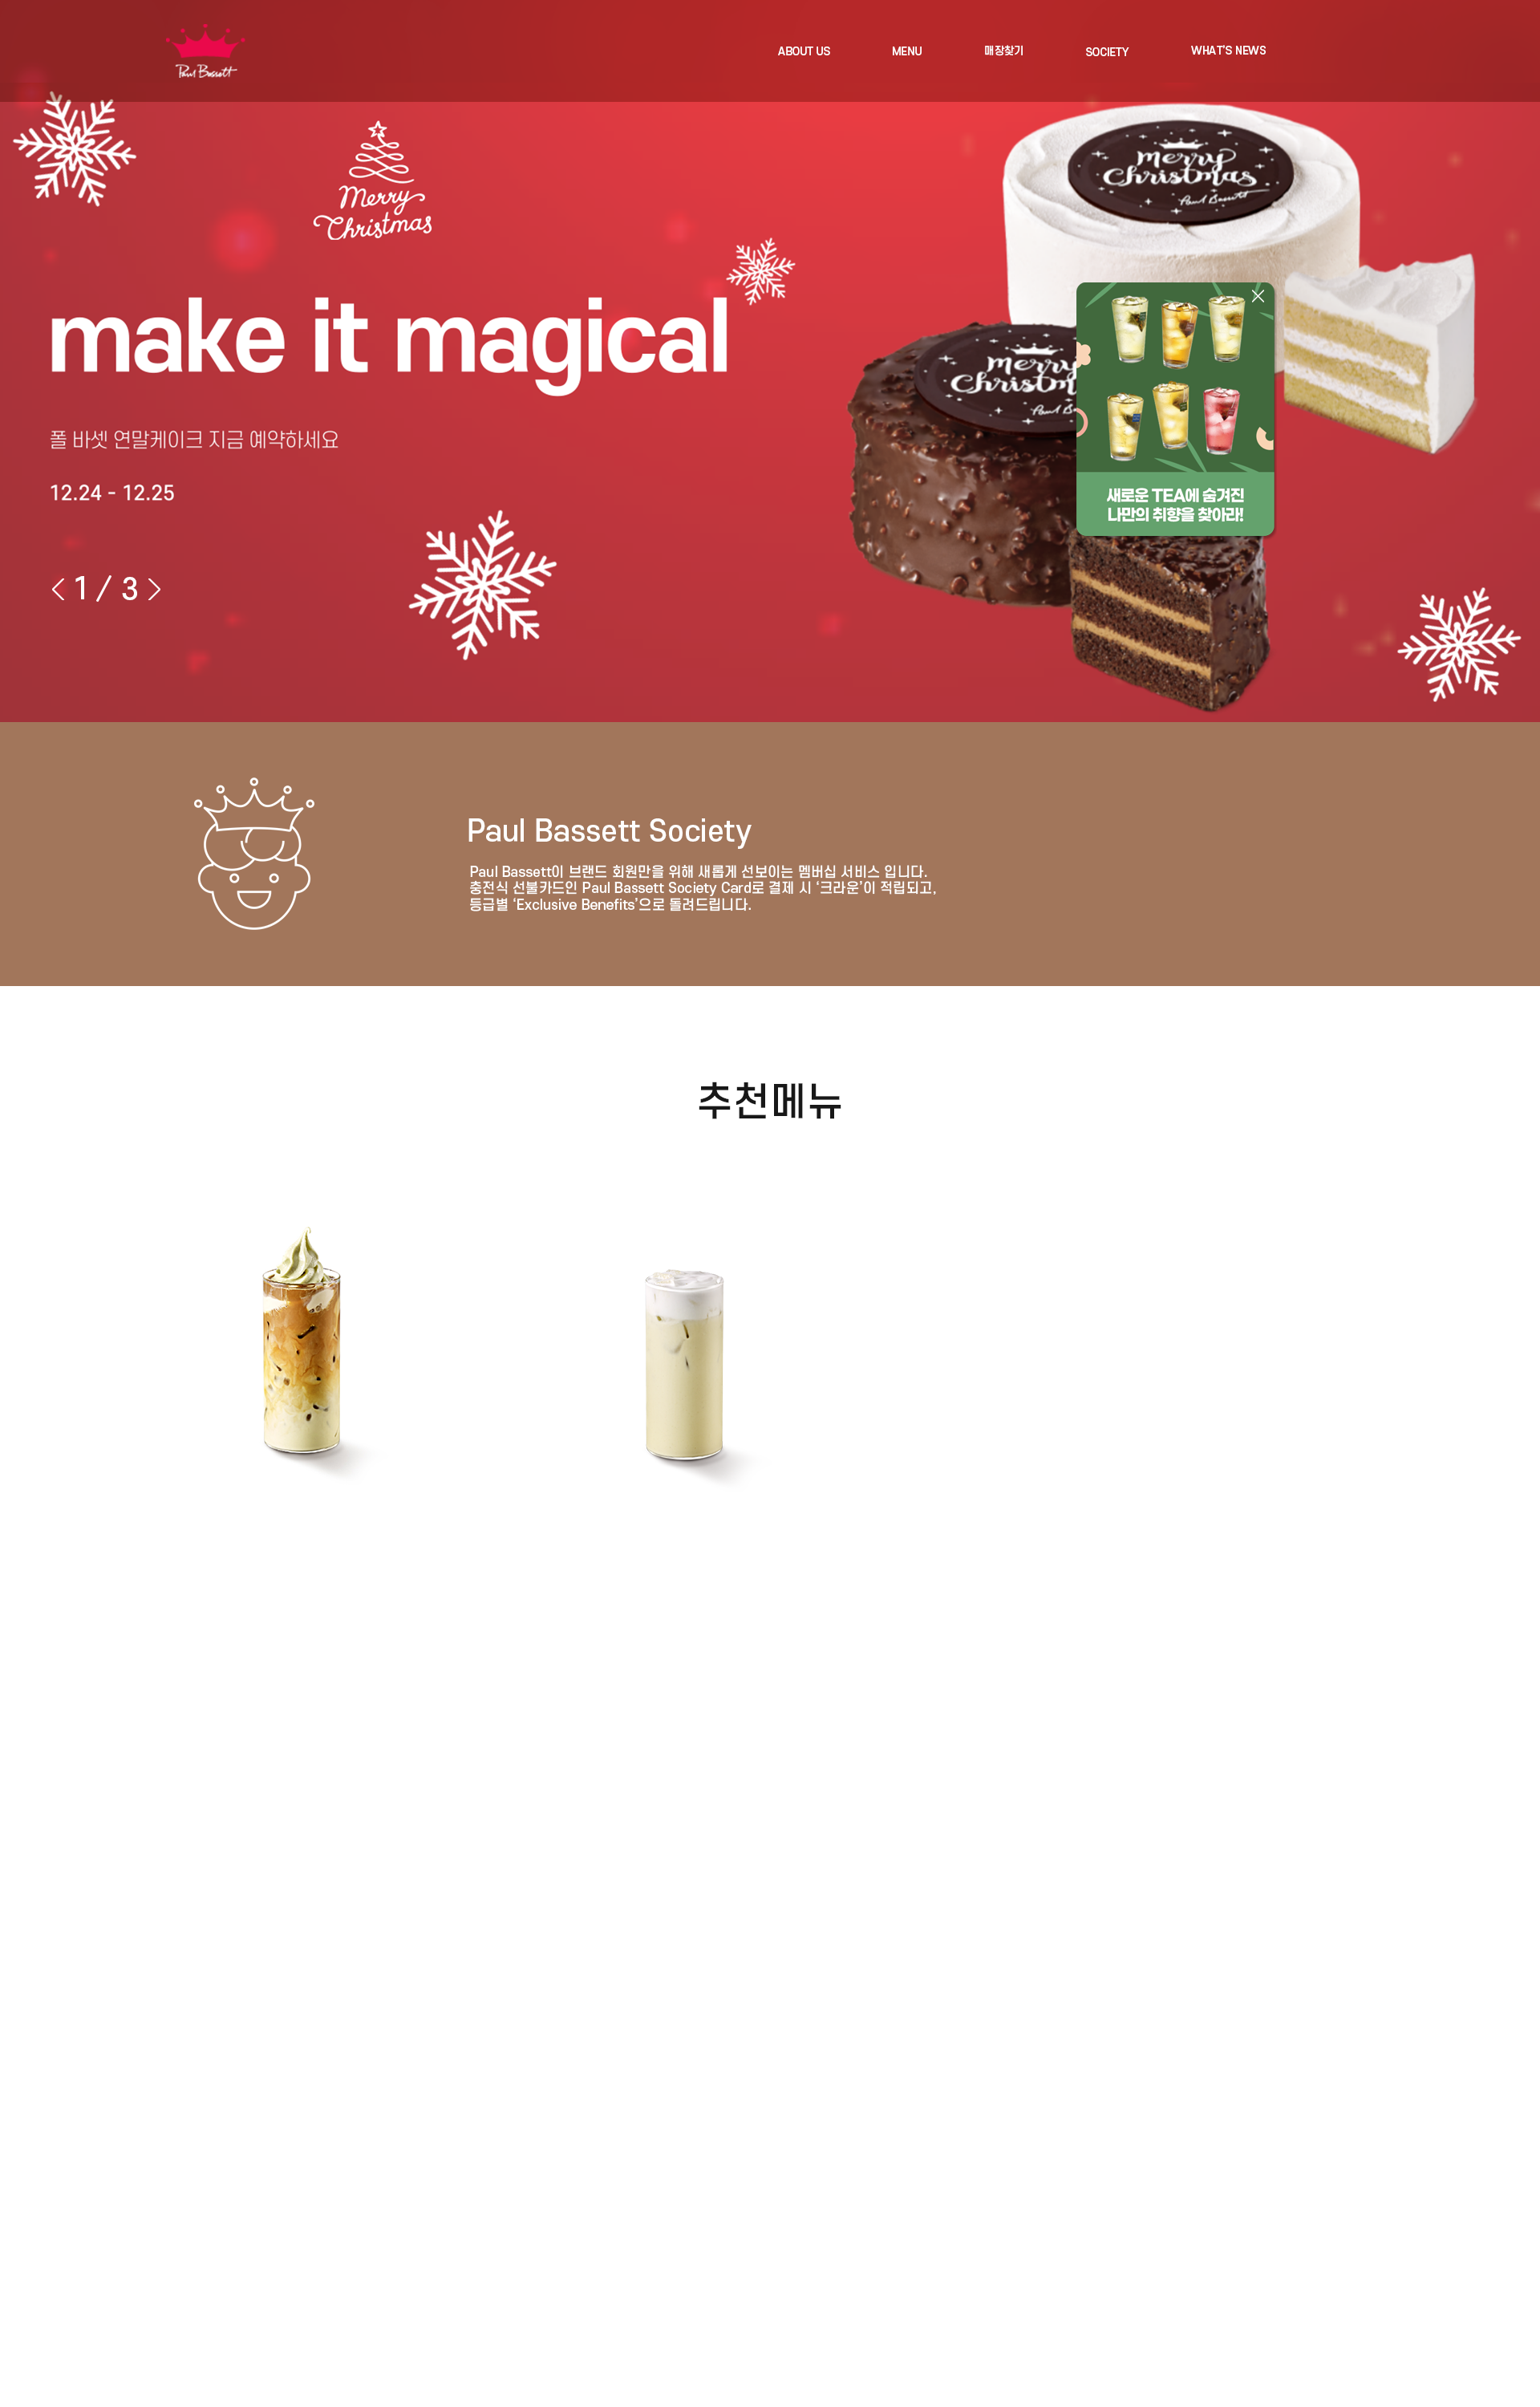 Paul Bassett
ABOUT US
MENU
매장찾기
SOCIETY
WHAT'S NEWS
Merry
Christmas
merry
Christmas
Paul Bassett
make it magical
merry
폴 바셋 연말케이크 지금 예약하세요
12.24 - 12.25
새로운 TEA에 숨겨진
나만의 취향을 찾아라!
1 / 3
Paul Bassett Society
Paul Bassett이 브랜드 회원만을 위해 새롭게 선보이는 멤버십 서비스 입니다.
충전식 선불카드인 Paul Bassett Society Card로 결제 시 ‘크라운’이 적립되고,
등급별 ‘Exclusive Benefits’으로 돌려드립니다.
추천메뉴